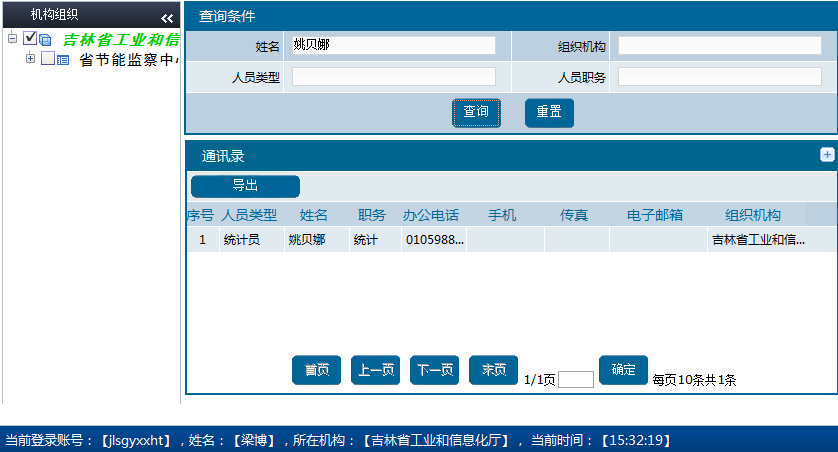 机构组织
吉林省工业和信
省节能监察中
查询条件
姓名 姚贝娜 组织机构
人员类型 人员职务
查询 重置
通讯录
导出
序号 人员类型 姓名 职务 办公电话 手机 传真 电子邮箱 组织机构
1 统计员 姚贝娜 统计 0105988... 吉林省工业和信...
首页 上一页 下一页 末页 1/1页 确定 每页10条共1条
当前登录账号：【jlsgyxxht】，姓名：【梁博】，所在机构：【吉林省工业和信息化厅】， 当前时间：【15:32:19】